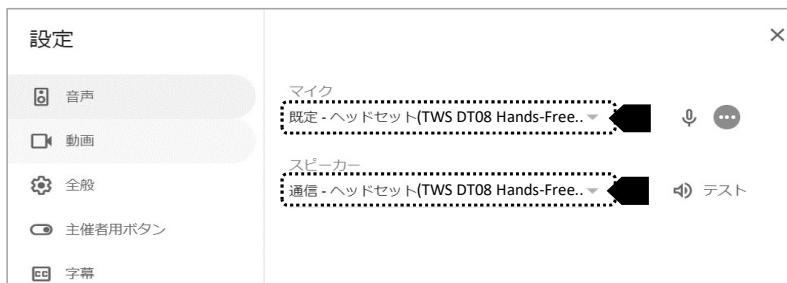 設定
音声
動画
全般
主催者用ボタン
字幕
マイク
既定 - ヘッドセット(TWS DT08 Hands-Free..
スピーカー
通信 - ヘッドセット(TWS DT08 Hands-Free..
テスト